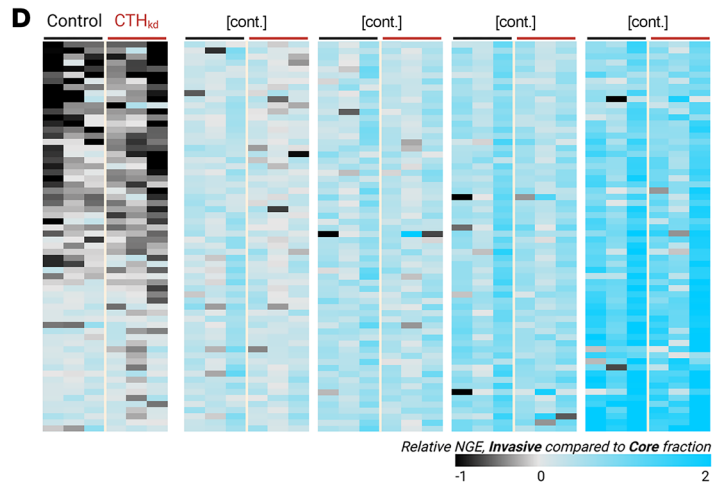 D
Control CTHkd [cont.] [cont.] [cont.] [cont.]
Relative NGE, Invasive compared to Core fraction
-1 0 2